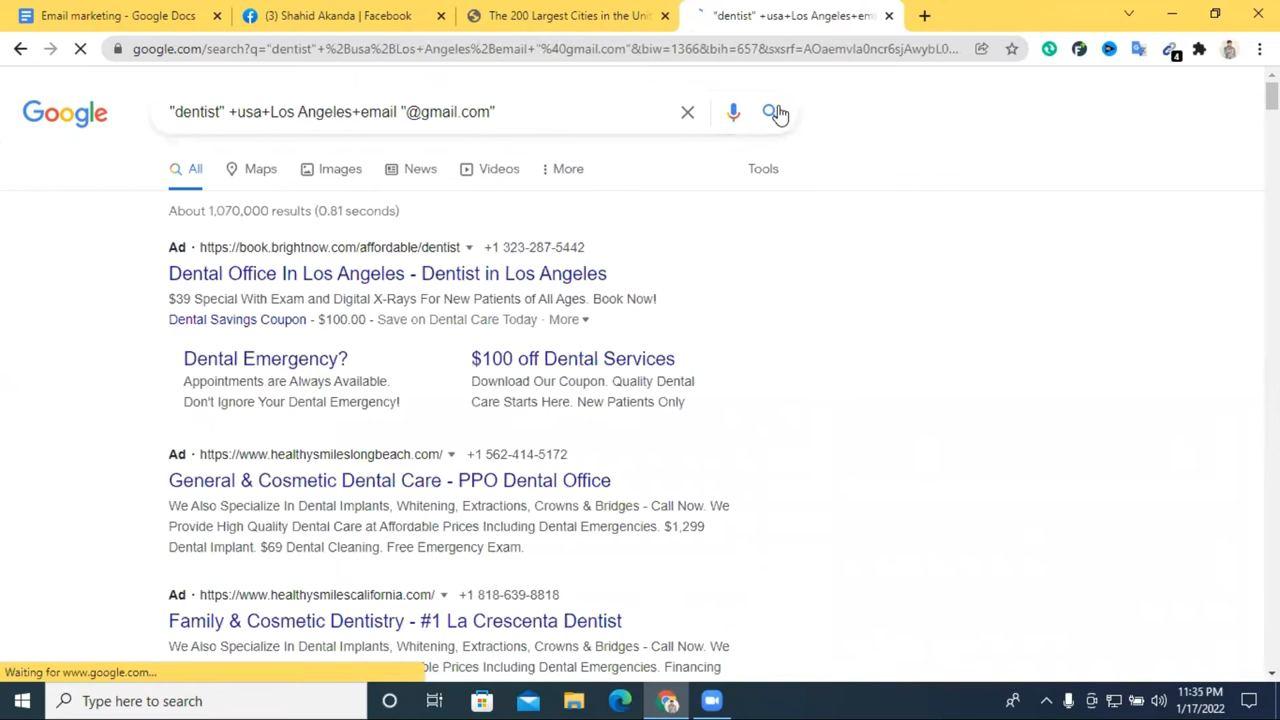 Email marketing - Google Docs
(3) Shahid Akanda | Facebook
The 200 Largest Cities in the Unit
"dentist" +usa+Los Angeles+em
google.com/search?q="dentist"+%2Busa%2BLos+Angeles%2Bemail+"%40gmail.com"&biw=1366&bih=657&sxsrf=AOaemvIa0ncr6sjAwybL0...
4
Google
"dentist" +usa+Los Angeles+email "@gmail.com"
All
Maps
Images
News
Videos
More
Tools
About 1,070,000 results (0.81 seconds)
Ad · https://book.brightnow.com/affordable/dentist +1 323-287-5442
Dental Office In Los Angeles - Dentist in Los Angeles
$39 Special With Exam and Digital X-Rays For New Patients of All Ages. Book Now!
Dental Savings Coupon - $100.00 - Save on Dental Care Today · More
Dental Emergency?
Appointments are Always Available.
Don't Ignore Your Dental Emergency!
$100 off Dental Services
Download Our Coupon. Quality Dental
Care Starts Here. New Patients Only
Ad · https://www.healthysmileslongbeach.com/ +1 562-414-5172
General & Cosmetic Dental Care - PPO Dental Office
We Also Specialize In Dental Implants, Whitening, Extractions, Crowns & Bridges - Call Now. We
Provide High Quality Dental Care at Affordable Prices Including Dental Emergencies. $1,299
Dental Implant. $69 Dental Cleaning. Free Emergency Exam.
Ad · https://www.healthysmilescalifornia.com/ +1 818-639-8818
Family & Cosmetic Dentistry - #1 La Crescenta Dentist
We Also Specialize In Dental Implants, Whitening, Extractions, Crowns & Bridges - Call Now. We
ble Prices Including Dental Emergencies. Financing
Waiting for www.google.com...
Type here to search
11:35 PM
1/17/2022